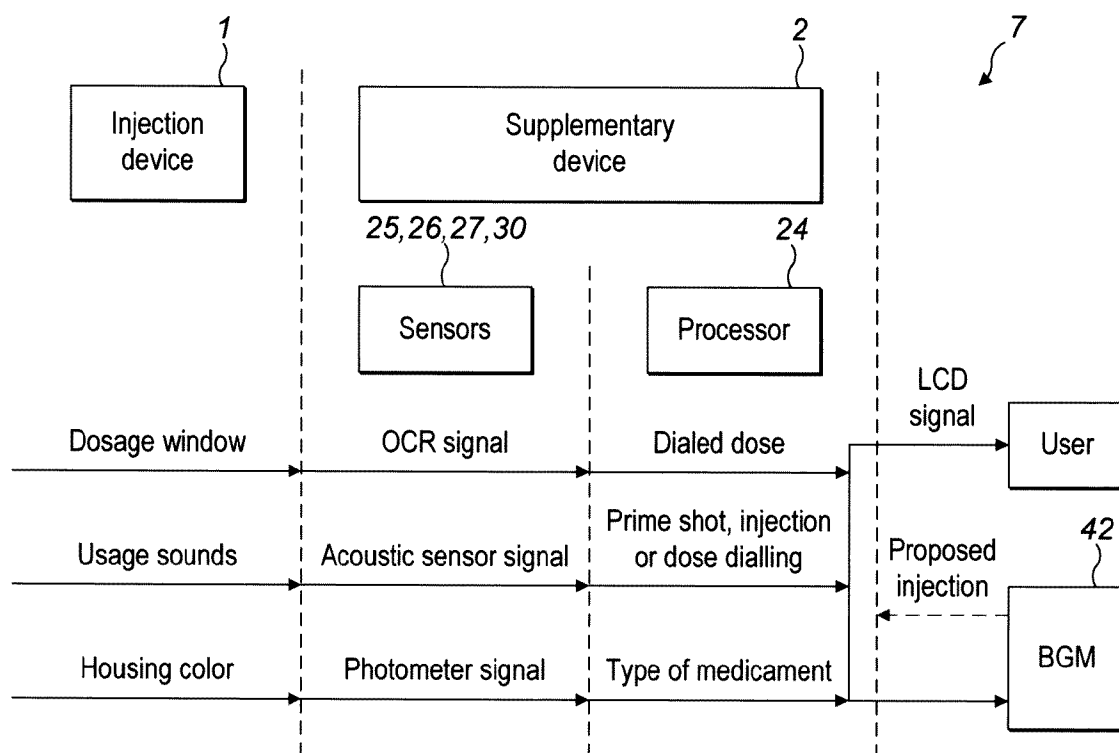 1
2
7
Injection
device
Supplementary
device
25,26,27,30
24
Sensors
Processor
LCD
signal
User
Dosage window
OCR signal
Dialed dose
Usage sounds
Acoustic sensor signal
Prime shot, injection
or dose dialling
Proposed
injection
42
BGM
Housing color
Photometer signal
Type of medicament